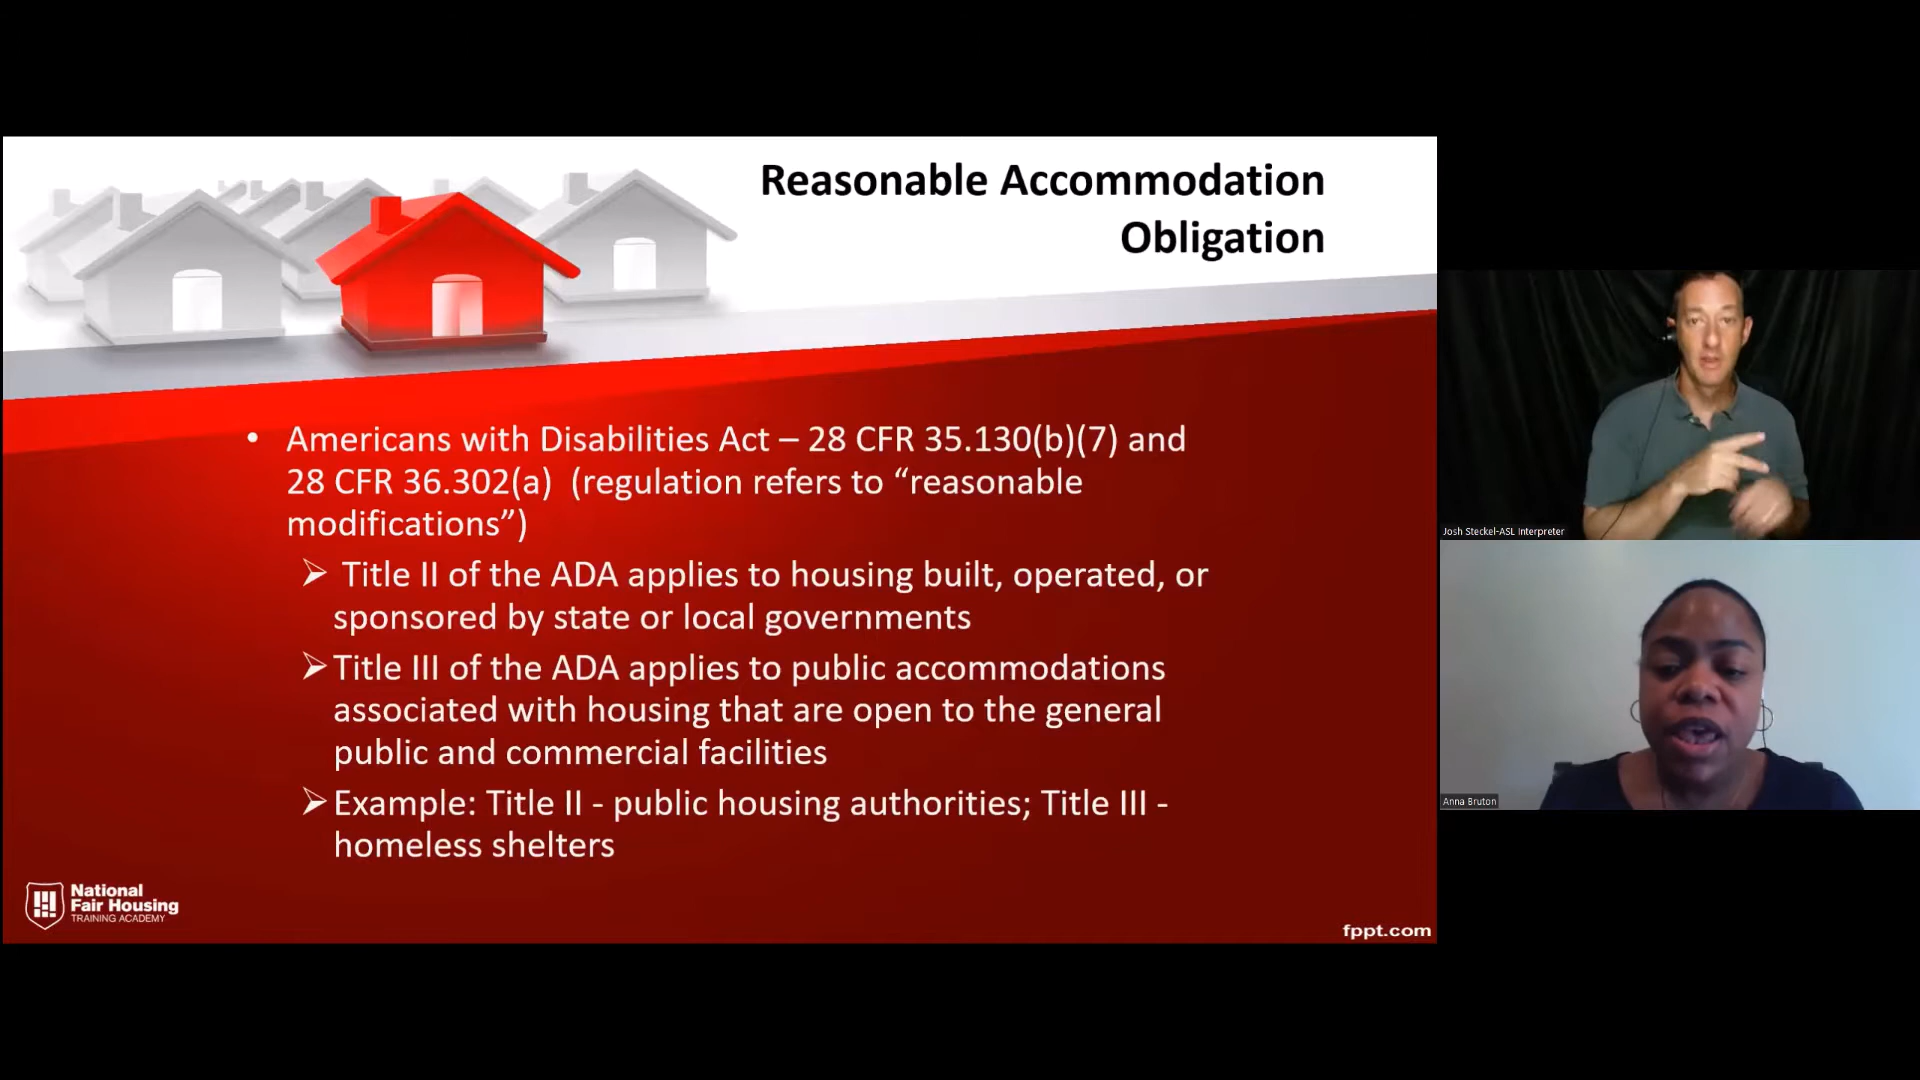 Reasonable Accommodation
Obligation
• Americans with Disabilities Act – 28 CFR 35.130(b)(7) and
28 CFR 36.302(a)  (regulation refers to “reasonable
modifications”)
➢ Title II of the ADA applies to housing built, operated, or
sponsored by state or local governments
➢Title III of the ADA applies to public accommodations
associated with housing that are open to the general
public and commercial facilities
➢Example: Title II - public housing authorities; Title III -
homeless shelters
National
Fair Housing
TRAINING ACADEMY
fppt.com
Josh Steckel-ASL Interpreter
Anna Bruton